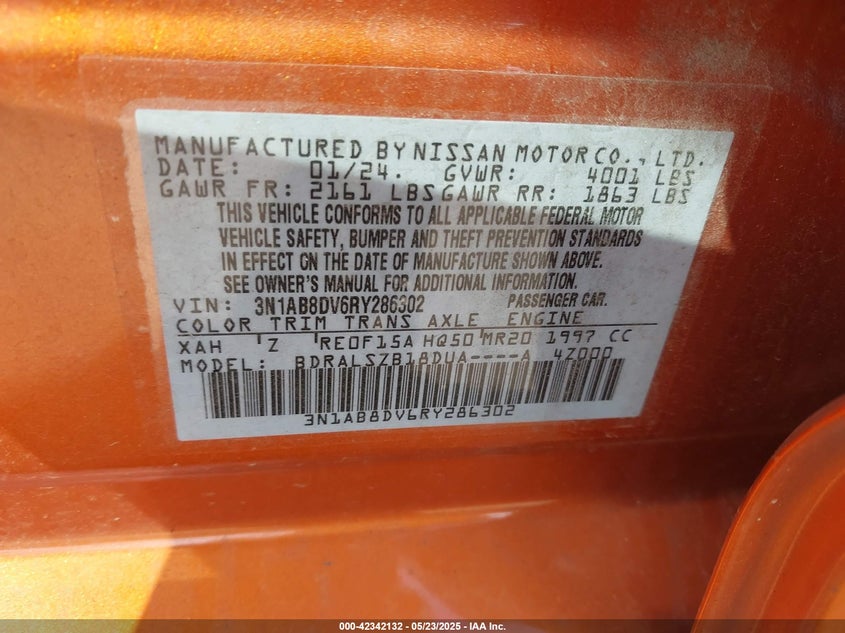 MANUFACTURED BY NISSAN MOTOR CO., LTD.
DATE: 01/24. GVWR: 4001 LBS
GAWR FR: 2161 LBS GAWR RR: 1863 LBS
THIS VEHICLE CONFORMS TO ALL APPLICABLE FEDERAL MOTOR
VEHICLE SAFETY, BUMPER AND THEFT PREVENTION STANDARDS
IN EFFECT ON THE DATE OF MANUFACTURE SHOWN ABOVE.
SEE OWNER'S MANUAL FOR ADDITIONAL INFORMATION.
VIN: 3N1AB8DV6RY286302 PASSENGER CAR.
COLOR TRIM TRANS AXLE ENGINE
XAH Z RE0F15A HQ50 MR20 1997 CC
MODEL: BDRALSZB18DUA----A 4Z000
3N1AB8DV6RY286302
000-42342132 — 05/23/2025 — IAA Inc.